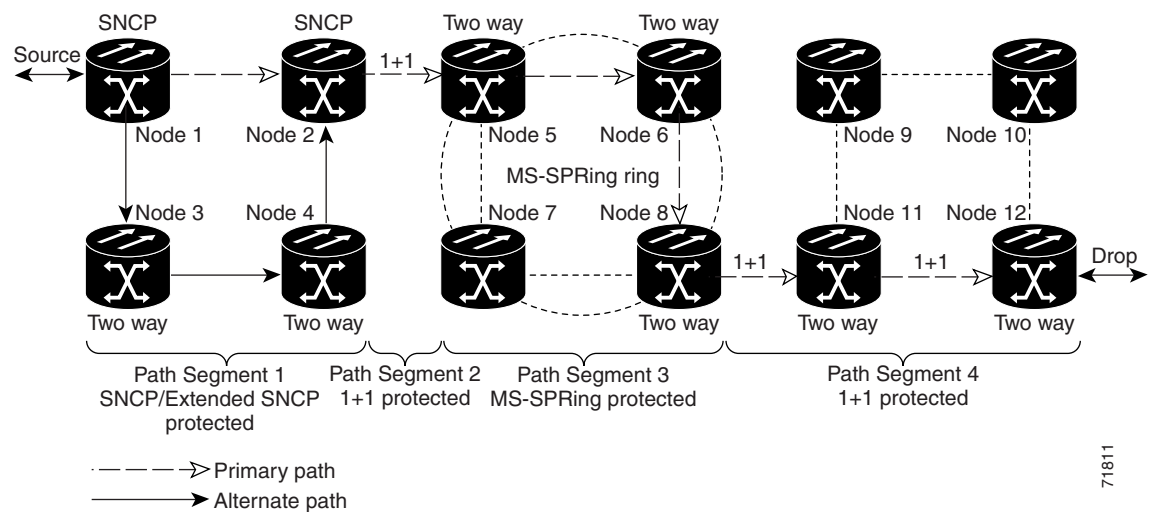 SNCP
SNCP
Two way
Two way
Source
1+1
Node 1
Node 2
Node 5
Node 6
Node 9
Node 10
MS-SPRing ring
Node 3
Node 4
Node 7
Node 8
Node 11
Node 12
1+1
1+1
Drop
Two way
Two way
Two way
Two way
Two way
Path Segment 1
SNCP/Extended SNCP
protected
Path Segment 2
1+1 protected
Path Segment 3
MS-SPRing protected
Path Segment 4
1+1 protected
Primary path
Alternate path
71811